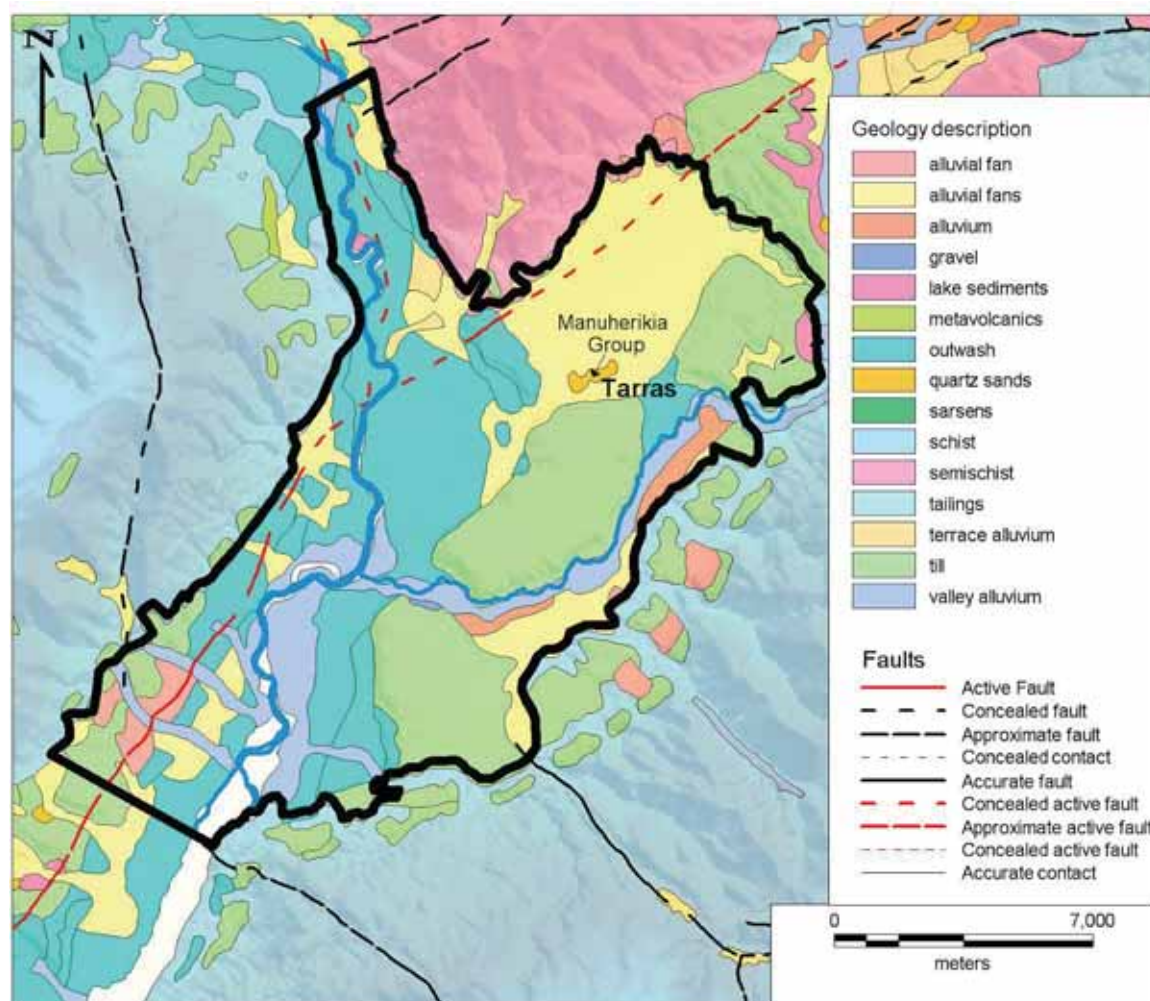 N
Manuherikia
Group
Tarras
Geology description
alluvial fan
alluvial fans
alluvium
gravel
lake sediments
metavolcanics
outwash
quartz sands
sarsens
schist
semischist
tailings
terrace alluvium
till
valley alluvium
Faults
Active Fault
Concealed fault
Approximate fault
Concealed contact
Accurate fault
Concealed active fault
Approximate active fault
Concealed active fault
Accurate contact
0 7,000
meters